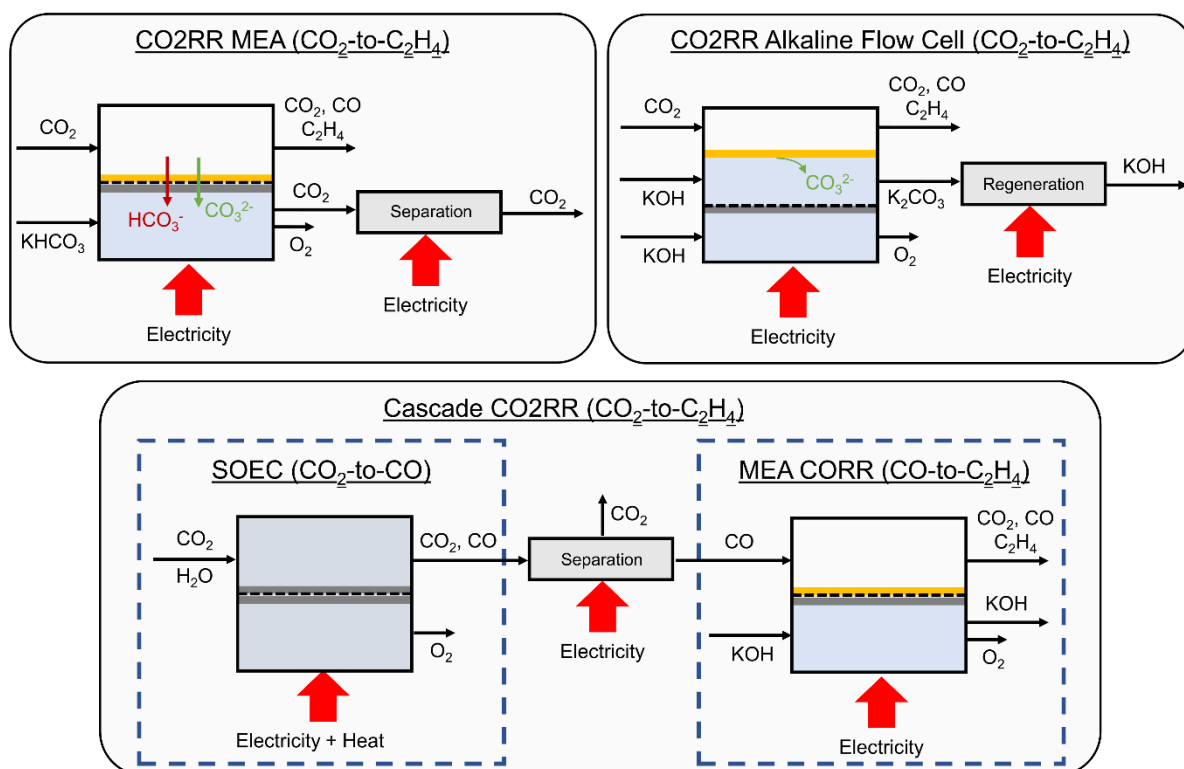 CO2RR MEA (CO₂-to-C₂H₄)
CO₂
CO₂, CO
C₂H₄
HCO₃⁻
CO₃²⁻
KHCO₃
CO₂
O₂
Separation
CO₂
Electricity
Electricity
CO2RR Alkaline Flow Cell (CO₂-to-C₂H₄)
CO₂
CO₂, CO
C₂H₄
CO₃²⁻
KOH
KOH
K₂CO₃
O₂
Regeneration
KOH
Electricity
Electricity
Cascade CO2RR (CO₂-to-C₂H₄)
SOEC (CO₂-to-CO)
CO₂
H₂O
CO₂, CO
O₂
Electricity + Heat
CO₂
Separation
Electricity
MEA CORR (CO-to-C₂H₄)
CO
CO₂, CO
C₂H₄
KOH
KOH
O₂
Electricity